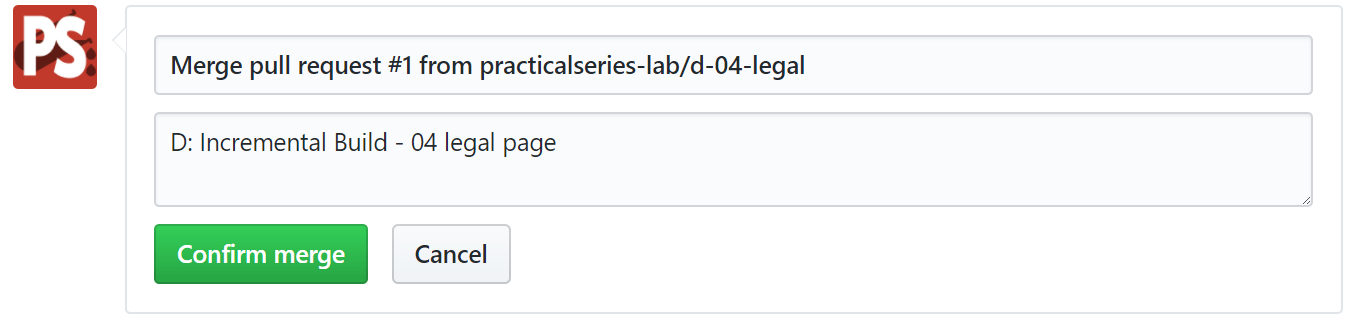 PS
Merge pull request #1 from practicalseries-lab/d-04-legal
D: Incremental Build - 04 legal page
Confirm merge
Cancel